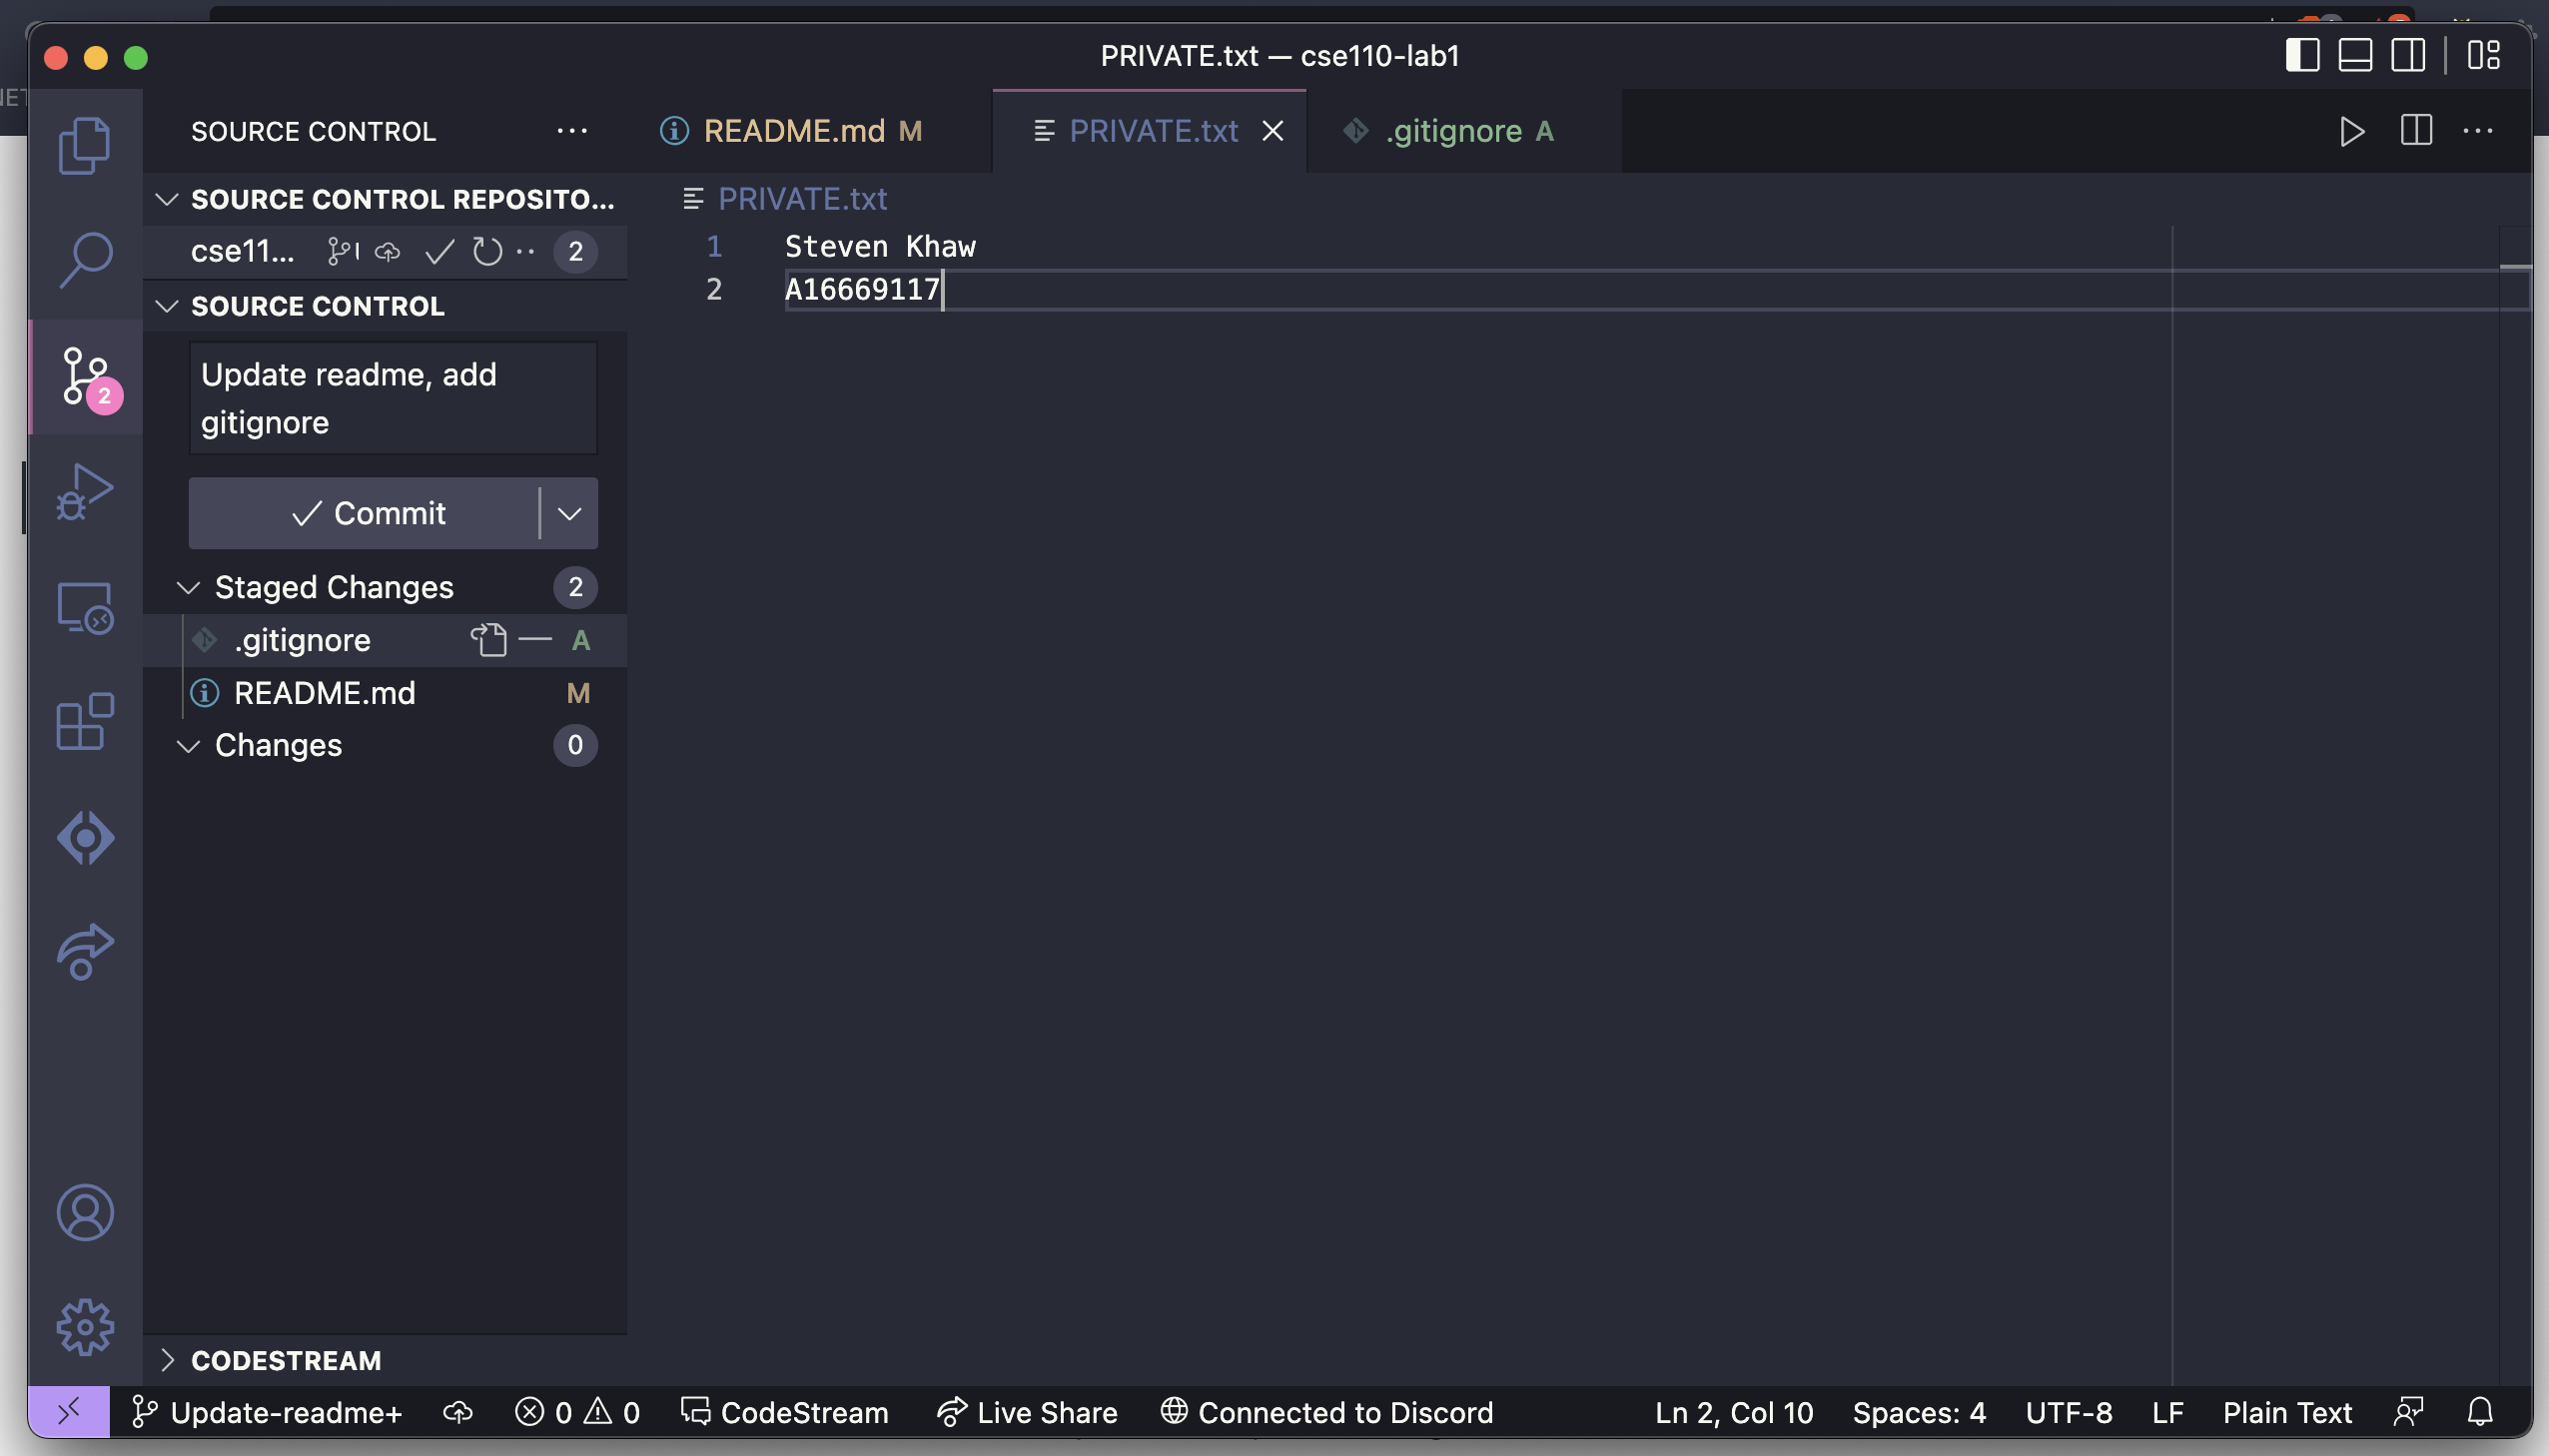 PRIVATE.txt — cse110-lab1
SOURCE CONTROL
README.md M
PRIVATE.txt
.gitignore A
SOURCE CONTROL REPOSITO...
cse11... 2
SOURCE CONTROL
Update readme, add
gitignore
Commit
Staged Changes 2
.gitignore A
README.md M
Changes 0
CODESTREAM
2
PRIVATE.txt
1 Steven Khaw
2 A16669117
Update-readme+ 0 0 CodeStream Live Share Connected to Discord Ln 2, Col 10 Spaces: 4 UTF-8 LF Plain Text